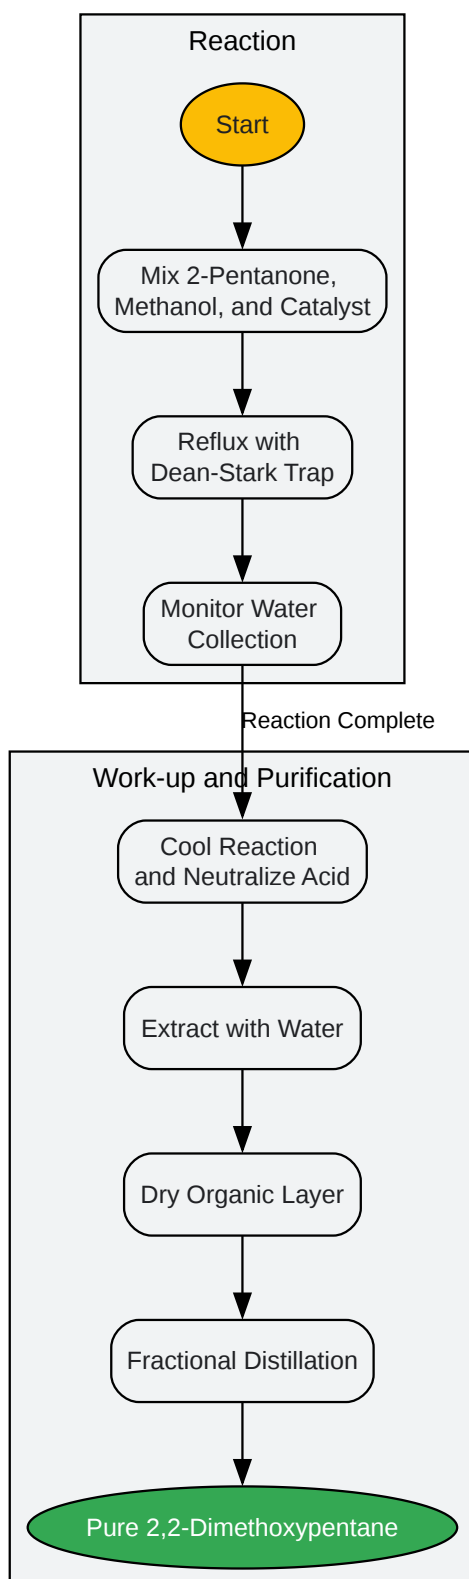 Reaction
Start
Mix 2-Pentanone,
Methanol, and Catalyst
Reflux with
Dean-Stark Trap
Monitor Water
Collection
Reaction Complete
Work-up and Purification
Cool Reaction
and Neutralize Acid
Extract with Water
Dry Organic Layer
Fractional Distillation
Pure 2,2-Dimethoxypentane